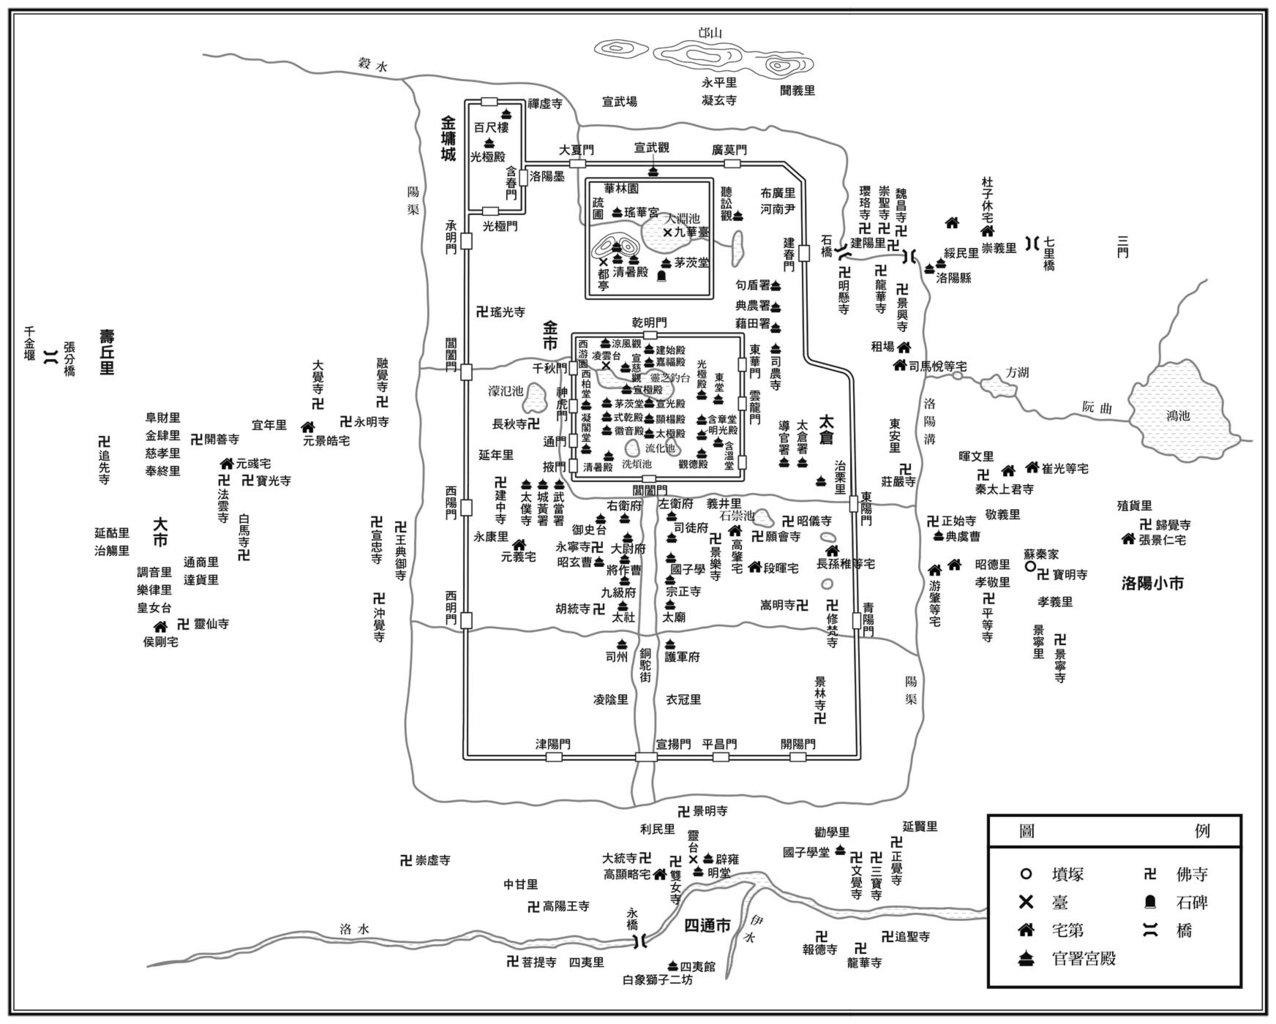 邙山
穀水
永平里
凝玄寺
聞義里
宣武場
禪虛寺
金墉城
百尺樓
光極殿
含春門
洛陽墨
光極門
承明門
陽渠
大夏門
宣武觀
廣莫門
華林園
疏圃
瑤華宮
大淵池
九華臺
聽訟觀
都亭
清暑殿
茅茨堂
布廣里
河南尹
建春門
石橋
瓔珞寺
崇聖寺
魏昌寺
建陽里
明懸寺
龍華寺
景興寺
杜子休宅
崇義里
綏民里
洛陽縣
七里橋
三門
句盾署
典農署
藉田署
司農寺
租場
司馬悅等宅
瑤光寺
金市
乾明門
千金堰
張分橋
壽丘里
閶闔門
千秋門
神虎門
通門
掖門
濛汜池
長秋寺
延年里
西游園
涼風觀
凌雲台
宣慈觀
建始殿
嘉福殿
靈芝釣台
西柏堂
宣極殿
茅茨堂
宣光殿
式乾殿
顯楊殿
徽音殿
太極殿
凝閑堂
清暑殿
洗煩池
流化池
觀德殿
光極殿
東堂
含章堂
明光殿
含溫堂
東華門
雲龍門
閶闔門
導官署
太倉署
太倉
治粟里
東安里
莊嚴寺
洛陽溝
方湖
阮曲
鴻池
大覺寺
融覺寺
永明寺
宜年里
元景皓宅
阜財里
金肆里
慈孝里
奉終里
開善寺
追先寺
元彧宅
寶光寺
法雲寺
白馬寺
大市
延酤里
治觴里
通商里
達貨里
調音里
樂律里
皇女台
侯剛宅
靈仙寺
宣忠寺
王典御寺
沖覺寺
西陽門
西明門
建中寺
太僕寺
城黃署
武當署
永康里
元義宅
右衛府
左衛府
義井里
御史台
永寧寺
大尉府
昭玄曹
將作曹
九級府
胡統寺
太社
司徒府
國子學
宗正寺
太廟
景樂寺
石崇池
高肇宅
昭儀寺
願會寺
段暉宅
長孫稚等宅
嵩明寺
修梵寺
東陽門
青陽門
司州
護軍府
銅駝街
凌陰里
衣冠里
景林寺
津陽門
宣揚門
平昌門
開陽門
陽渠
暉文里
崔光等宅
秦太上君寺
敬義里
正始寺
典虞曹
殖貨里
歸覺寺
張景仁宅
蘇秦家
寶明寺
昭德里
孝敬里
游肇等宅
平等寺
孝義里
景寧里
景寧寺
洛陽小市
景明寺
利民里
靈台
大統寺
辟雍
高顯略宅
雙女寺
明堂
勸學里
延賢里
國子學堂
文覺寺
三寶寺
正覺寺
崇虛寺
中甘里
高陽王寺
永橋
四通市
洛水
伊水
菩提寺
四夷里
四夷館
白象獅子二坊
報德寺
龍華寺
追聖寺
圖例
墳塚
佛寺
臺
石碑
宅第
橋
官署宮殿